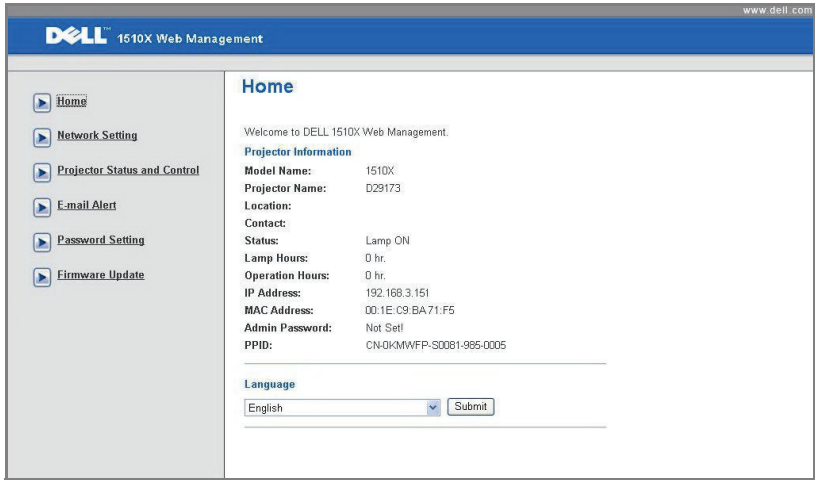 www.dell.com
DELL™ 1510X Web Management
Home
Network Setting
Projector Status and Control
E-mail Alert
Password Setting
Firmware Update
Home
Welcome to DELL 1510X Web Management.
Projector Information
Model Name: 1510X
Projector Name: D29173
Location:
Contact:
Status: Lamp ON
Lamp Hours: 0 hr.
Operation Hours: 0 hr.
IP Address: 192.168.3.151
MAC Address: 00:1E:C9:BA:71:F5
Admin Password: Not Set!
PPID: CN-0KMWFP-S0081-985-0005
Language
English Submit